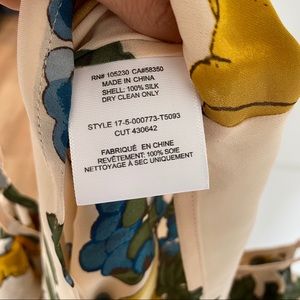 RN# 105230 CA#58350
MADE IN CHINA
SHELL: 100% SILK
DRY CLEAN ONLY
STYLE 17-5-000773-T5093
CUT 430642
FABRIQUÉ EN CHINE
REVÊTEMENT: 100% SOIE
NETTOYAGE À SEC UNIQUEMENT